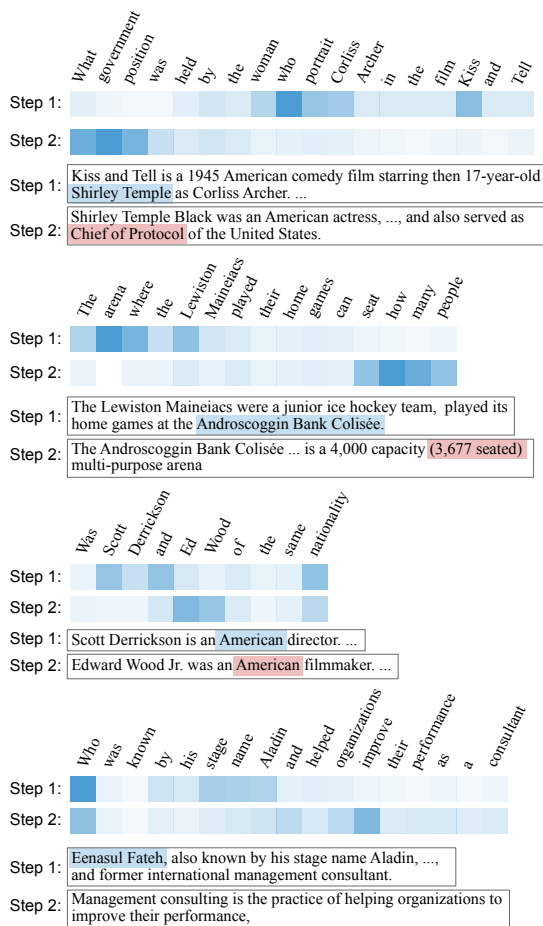 What government position was held by the woman who portrait Corliss Archer in the film Kiss and Tell
Step 1:
Step 2:
Step 1: Kiss and Tell is a 1945 American comedy film starring then 17-year-old
Shirley Temple as Corliss Archer. ...
Step 2: Shirley Temple Black was an American actress, ..., and also served as
Chief of Protocol of the United States.
The arena where the Lewiston Maineiacs played their home games can seat how many people
Step 1:
Step 2
Step 1: The Lewiston Maineiacs were a junior ice hockey team, played its
home games at the Androscoggin Bank Colisée.
Step 2: The Androscoggin Bank Colisée ... is a 4,000 capacity (3,677 seated)
multi-purpose arena
Was Scott Derrickson and Ed Wood of the same nationality
Step 1:
Step 2:
Step 1: Scott Derrickson is an American director. ...
Step 2: Edward Wood Jr. was an American filmmaker. ...
Who was known by his stage name Aladin and helped organizations improve their performance as a consultant
Step 1:
Step 2:
Step 1: Eenasul Fateh, also known by his stage name Aladin, ...,
and former international management consultant.
Step 2: Management consulting is the practice of helping organizations to
improve their performance,